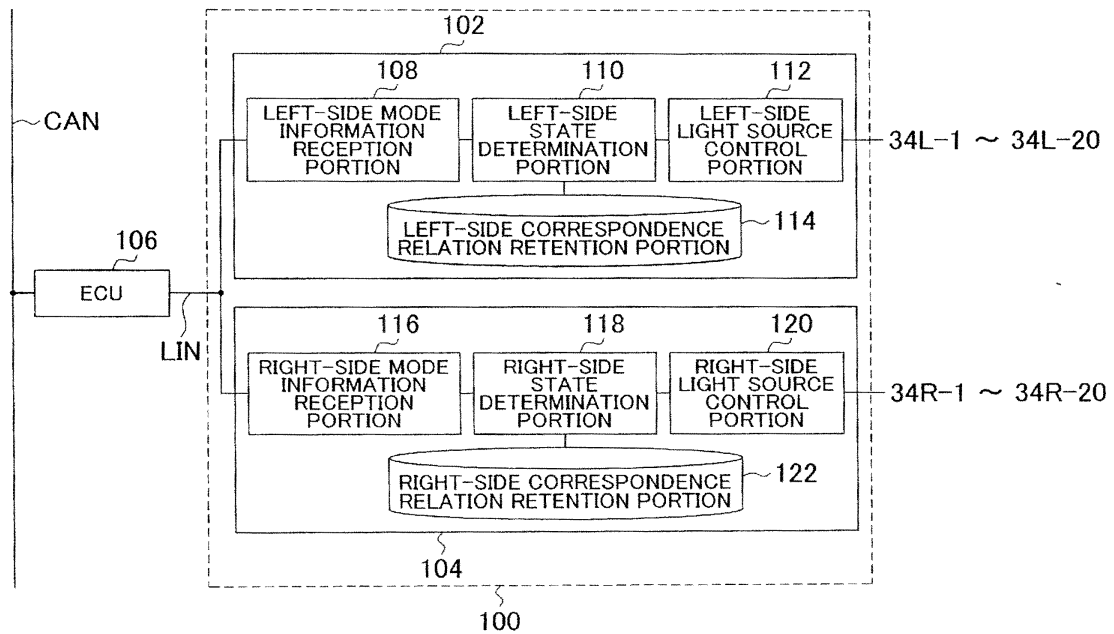 102
108
110
112
CAN
LEFT-SIDE MODE
INFORMATION
RECEPTION
PORTION
LEFT-SIDE
STATE
DETERMINATION
PORTION
LEFT-SIDE
LIGHT SOURCE
CONTROL
PORTION
34L-1 ～ 34L-20
LEFT-SIDE CORRESPONDENCE
RELATION RETENTION PORTION
114
106
ECU
LIN
116
118
120
RIGHT-SIDE MODE
INFORMATION
RECEPTION
PORTION
RIGHT-SIDE
STATE
DETERMINATION
PORTION
RIGHT-SIDE
LIGHT SOURCE
CONTROL
PORTION
34R-1 ～ 34R-20
RIGHT-SIDE CORRESPONDENCE
RELATION RETENTION PORTION
122
104
100